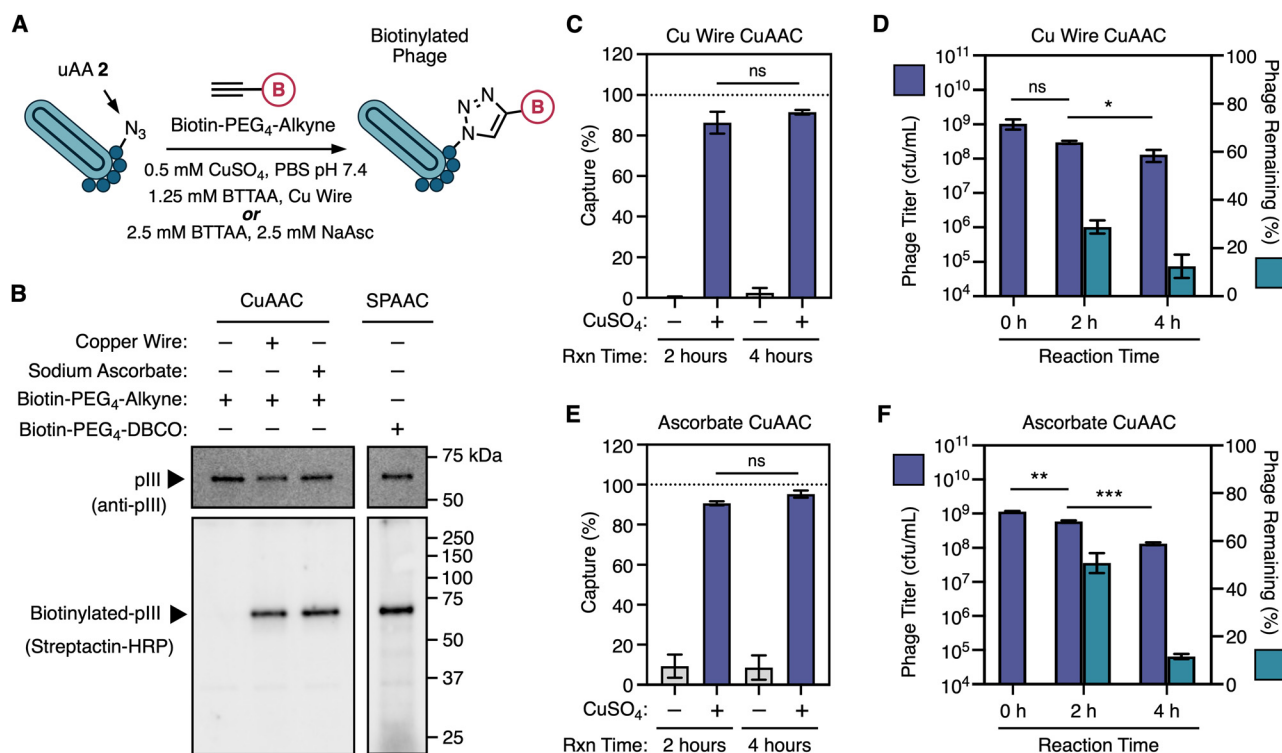 A
uAA 2
N3
B
Biotin-PEG4-Alkyne
0.5 mM CuSO4, PBS pH 7.4
1.25 mM BTTAA, Cu Wire
or
2.5 mM BTTAA, 2.5 mM NaAsc
Biotinylated
Phage
N
N
N
B
B
CuAAC SPAAC
Copper Wire: – + – –
Sodium Ascorbate: – – + –
Biotin-PEG4-Alkyne: + + + –
Biotin-PEG4-DBCO: – – – +
pIII
(anti-pIII)
75 kDa
50
Biotinylated-pIII
(Streptactin-HRP)
250
150
100
75
50
37
25
C
Cu Wire CuAAC
Capture (%)
120
100
80
60
40
20
0
ns
CuSO4: – + – +
Rxn Time: 2 hours 4 hours
D
Cu Wire CuAAC
Phage Titer (cfu/mL)
10^11
10^10
10^9
10^8
10^7
10^6
10^5
10^4
ns
*
Phage Remaining (%)
100
80
60
40
20
0
0 h 2 h 4 h
Reaction Time
E
Ascorbate CuAAC
Capture (%)
120
100
80
60
40
20
0
ns
CuSO4: – + – +
Rxn Time: 2 hours 4 hours
F
Ascorbate CuAAC
Phage Titer (cfu/mL)
10^11
10^10
10^9
10^8
10^7
10^6
10^5
10^4
**
***
Phage Remaining (%)
100
80
60
40
20
0
0 h 2 h 4 h
Reaction Time